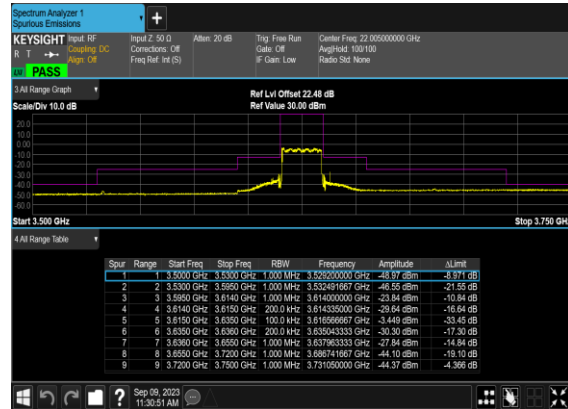 Spectrum Analyzer 1
Spurious Emissions
+
KEYSIGHT Input: RF
R T Coupling: DC
Align: Off
Input Z: 50 Ω
Corrections: Off
Freq Ref: Int (S)
Atten: 20 dB
Trig: Free Run
Gate: Off
IF Gain: Low
Center Freq: 22.005000000 GHz
Avg|Hold: 100/100
Radio Std: None
PASS
3 All Range Graph
Ref Lvl Offset 22.48 dB
Scale/Div 10.0 dB
Ref Value 30.00 dBm
20.0
10.0
0.00
-10.0
-20.0
-30.0
-40.0
-50.0
-60.0
Start 3.500 GHz
Stop 3.750 GHz
4 All Range Table
Spur Range Start Freq Stop Freq RBW Frequency Amplitude ΔLimit
1 1 3.5000 GHz 3.5300 GHz 1.000 MHz 3.529200000 GHz -48.97 dBm -8.971 dB
2 2 3.5300 GHz 3.5950 GHz 1.000 MHz 3.532491667 GHz -46.55 dBm -21.55 dB
3 3 3.5950 GHz 3.6140 GHz 1.000 MHz 3.614000000 GHz -23.84 dBm -10.84 dB
4 4 3.6140 GHz 3.6150 GHz 200.0 kHz 3.614335000 GHz -29.64 dBm -16.64 dB
5 5 3.6150 GHz 3.6350 GHz 100.0 kHz 3.616566667 GHz -3.449 dBm -33.45 dB
6 6 3.6350 GHz 3.6360 GHz 200.0 kHz 3.635043333 GHz -30.30 dBm -17.30 dB
7 7 3.6360 GHz 3.6550 GHz 1.000 MHz 3.637963333 GHz -27.84 dBm -14.84 dB
8 8 3.6550 GHz 3.7200 GHz 1.000 MHz 3.686741667 GHz -44.10 dBm -19.10 dB
9 9 3.7200 GHz 3.7500 GHz 1.000 MHz 3.731050000 GHz -44.37 dBm -4.366 dB
?
Sep 09, 2023
11:30:51 AM